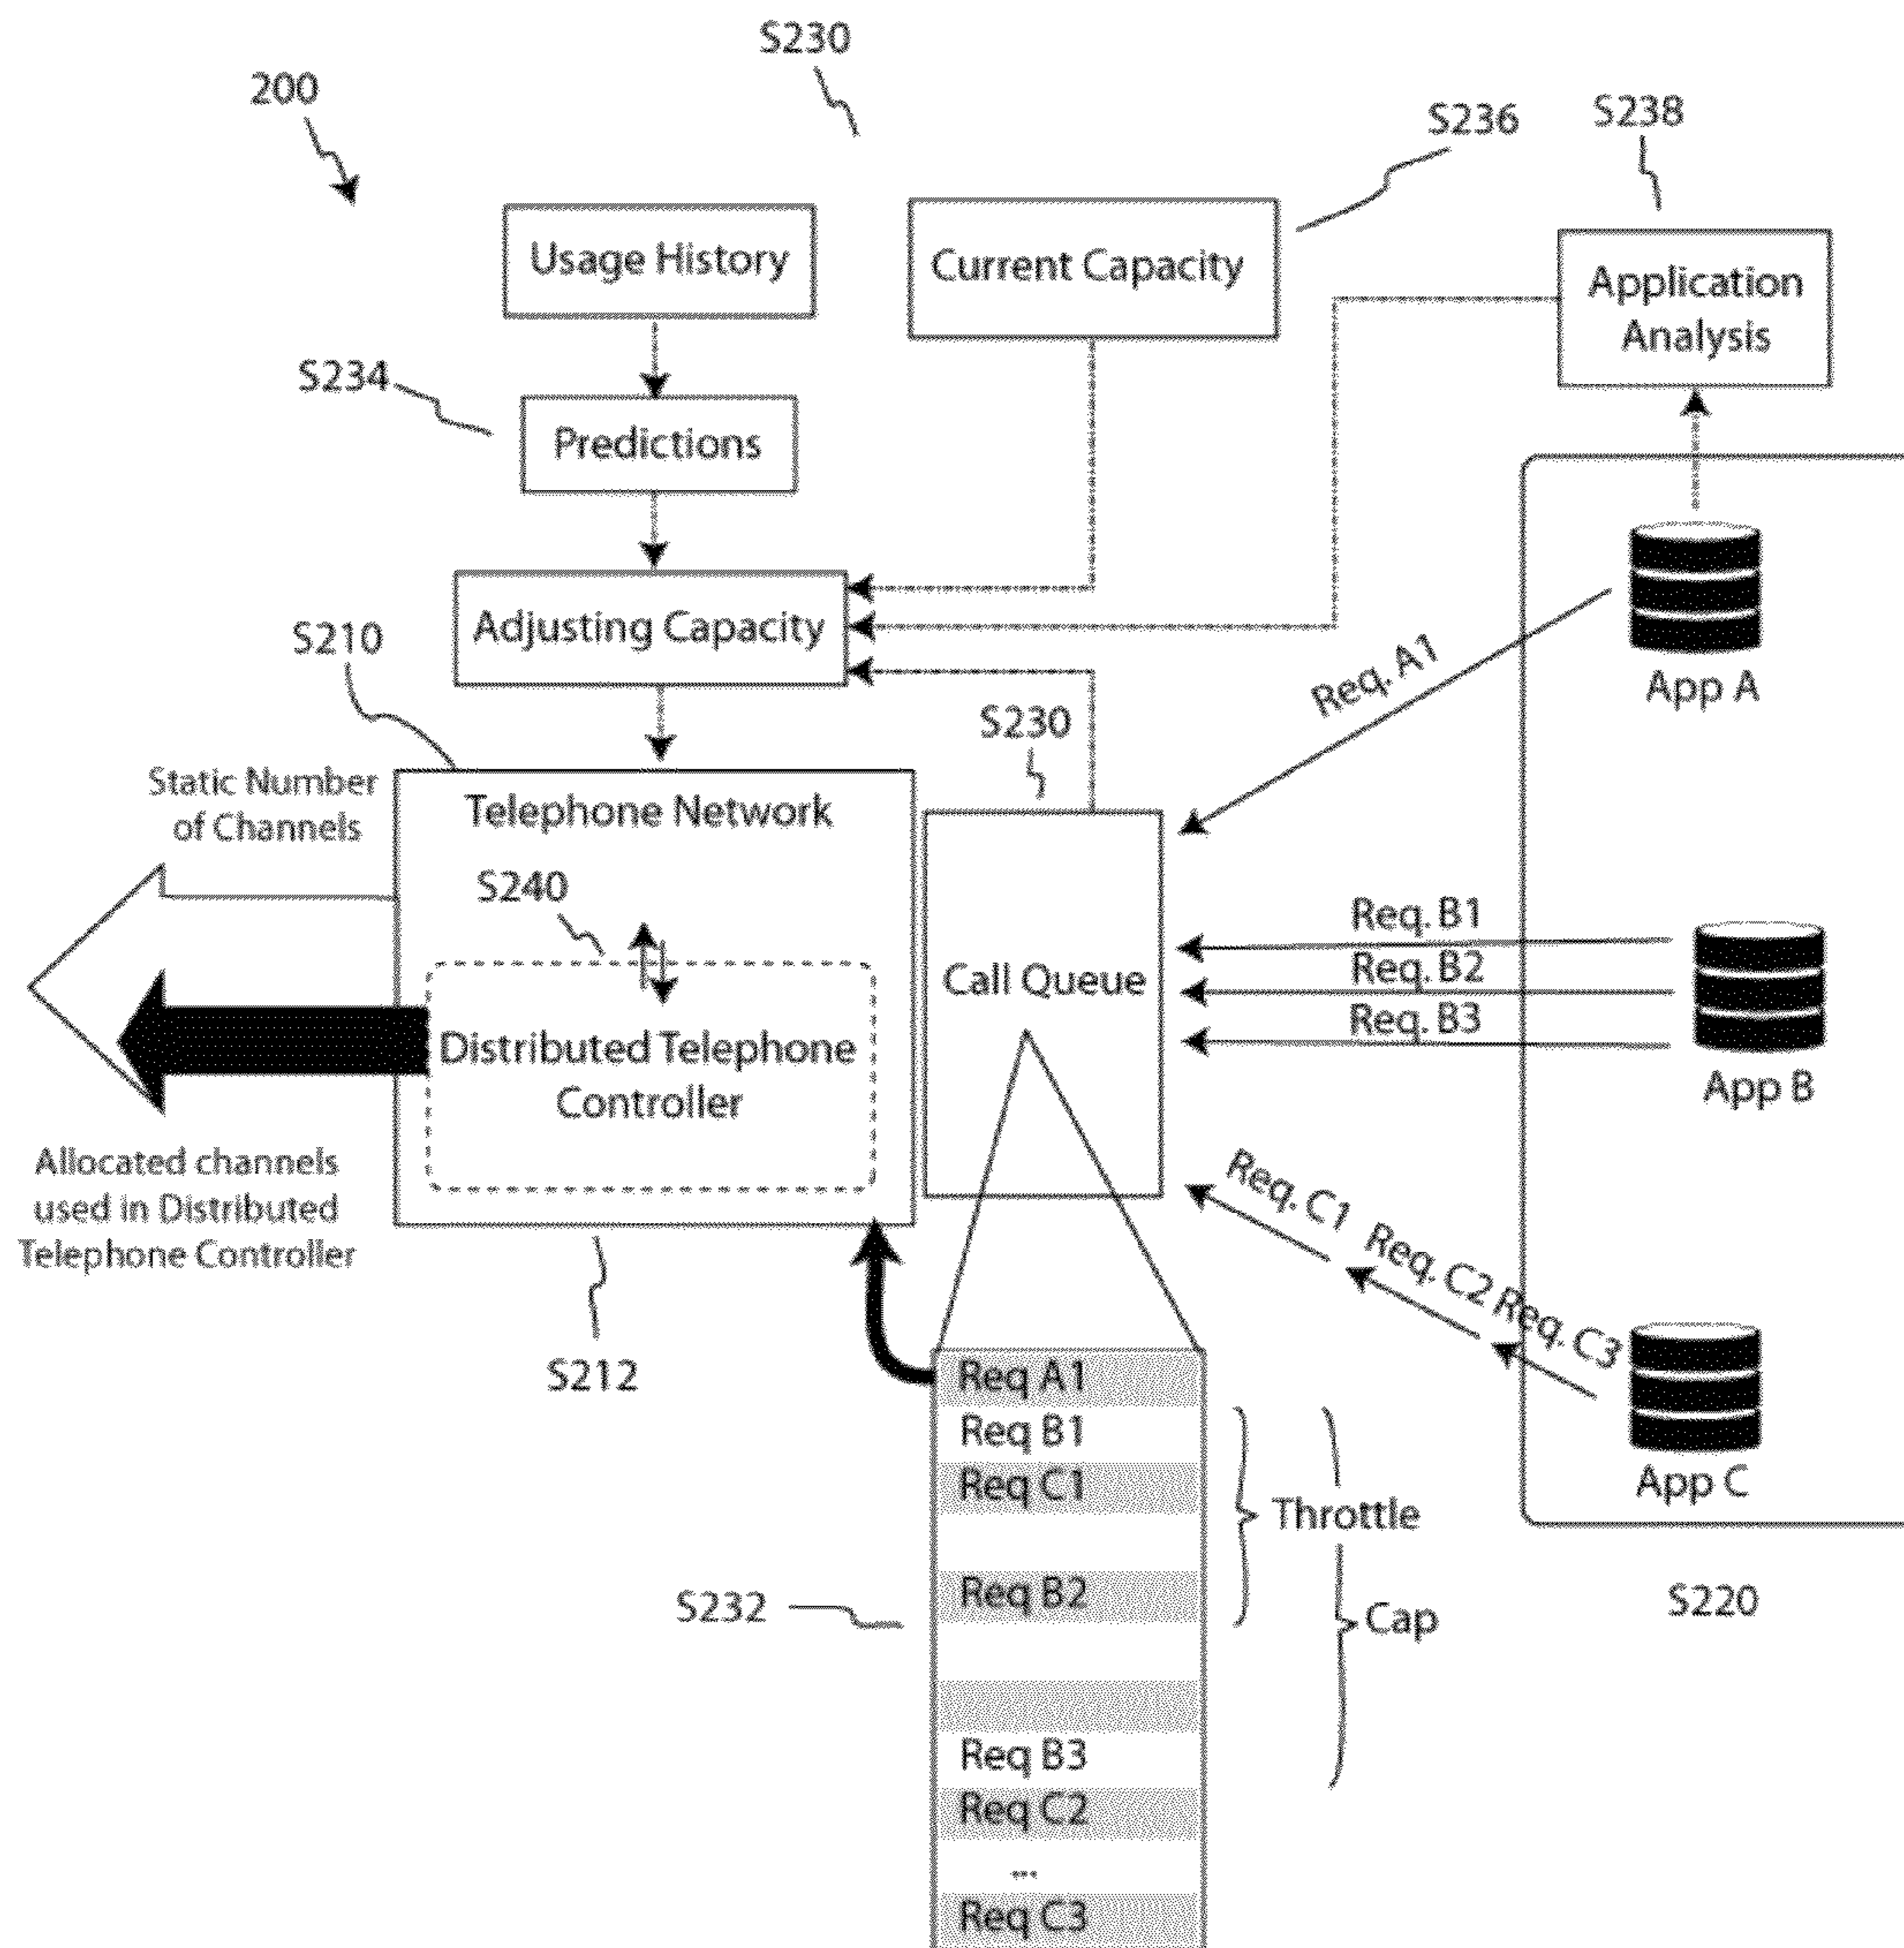 S230
200
S236
S238
Usage History
Current Capacity
Application
Analysis
S234
Predictions
Adjusting Capacity
S210
Req. A1
App A
S230
Static Number
of Channels
Telephone Network
S240
Call Queue
Req. B1
Req. B2
Req. B3
App B
Distributed Telephone
Controller
Allocated channels
used in Distributed
Telephone Controller
Req. C1
Req. C2
Req. C3
App C
S212
Req A1
Req B1
Req C1
Throttle
Req B2
S232
Cap
S220
Req B3
Req C2
...
Req C3